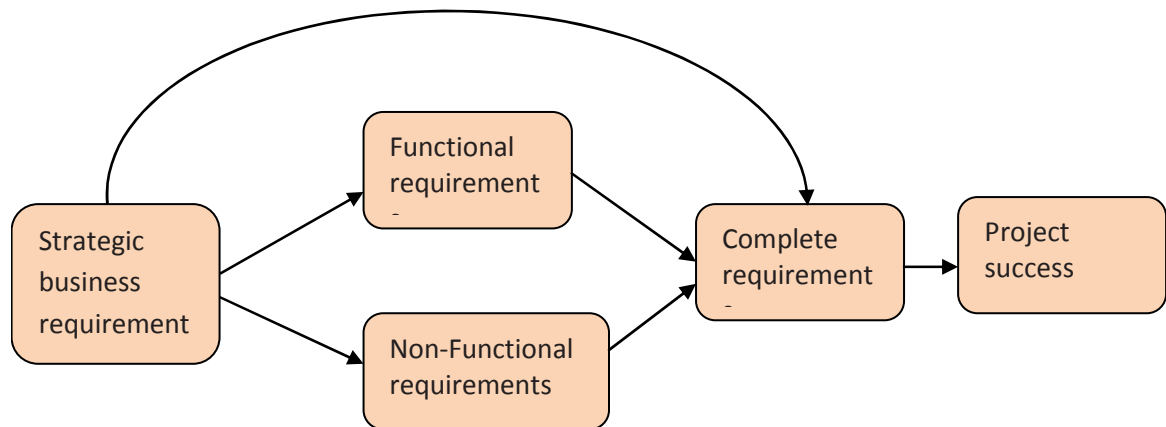 Functional
requirement
Strategic
business
requirement
Complete
requirement
Project
success
Non-Functional
requirements